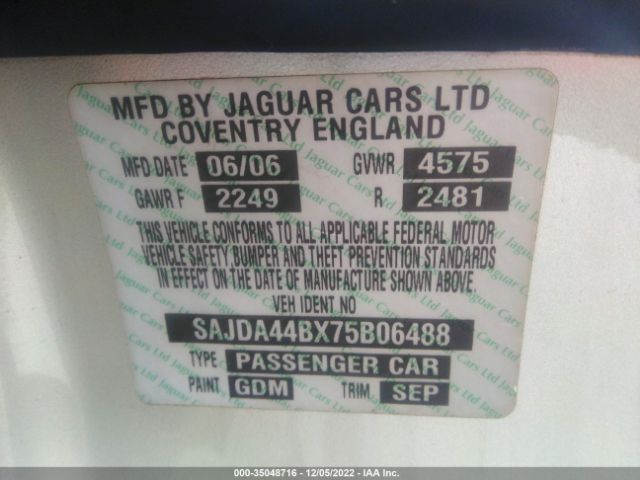 MFD BY JAGUAR CARS LTD
COVENTRY ENGLAND
MFD DATE 06/06 GVWR 4575
GAWR F 2249 R 2481
THIS VEHICLE CONFORMS TO ALL APPLICABLE FEDERAL MOTOR
VEHICLE SAFETY BUMPER AND THEFT PREVENTION STANDARDS
IN EFFECT ON THE DATE OF MANUFACTURE SHOWN ABOVE.
VEH IDENT NO
SAJDA44BX75B06488
TYPE PASSENGER CAR
PAINT GDM TRIM SEP
000-35048716 - 12/05/2022 - IAA Inc.